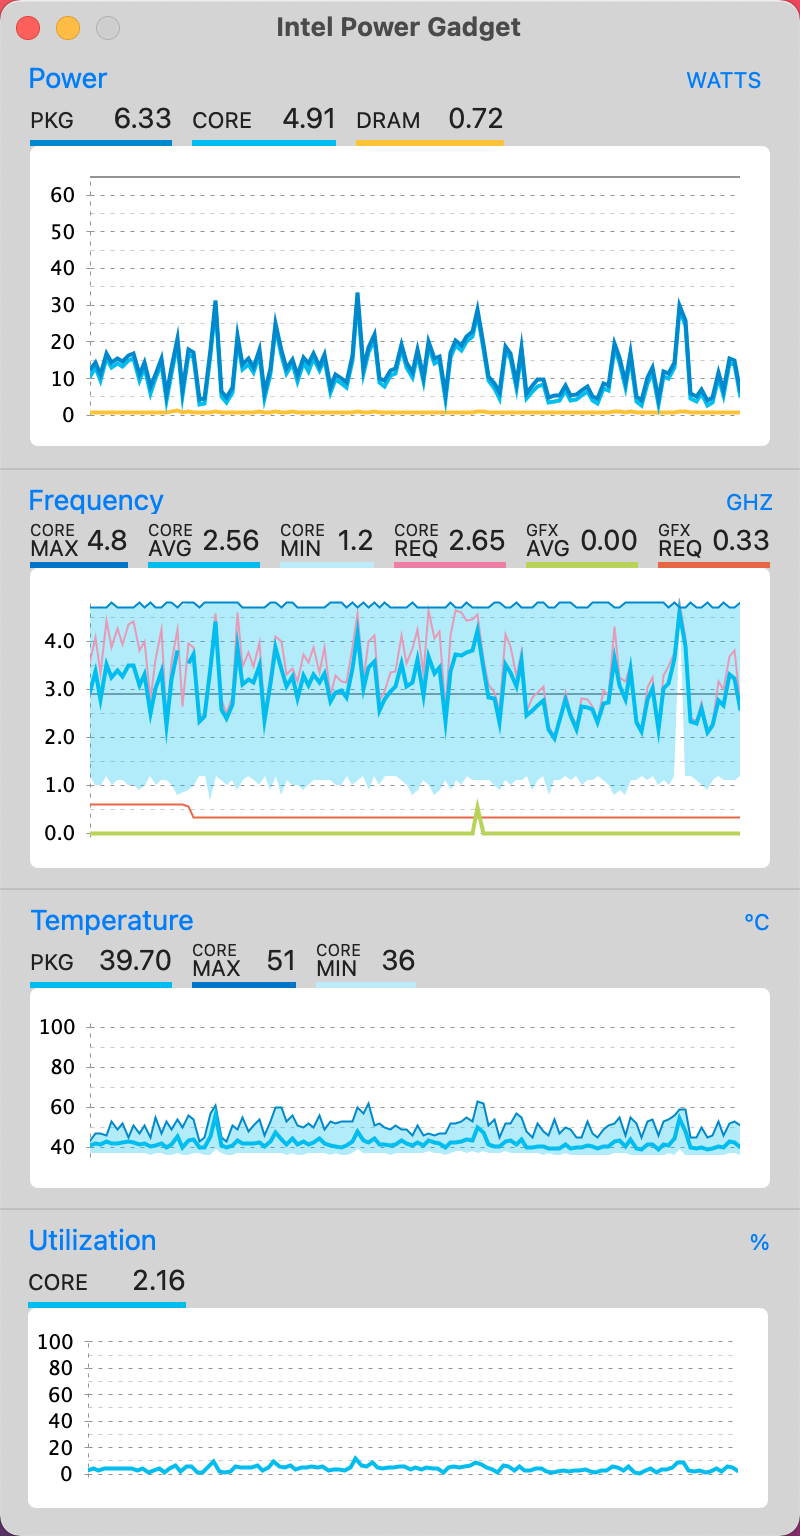 Intel Power Gadget
Power WATTS
PKG 6.33 CORE 4.91 DRAM 0.72
60
50
40
30
20
10
0
Frequency GHZ
CORE MAX 4.8 CORE AVG 2.56 CORE MIN 1.2 CORE REQ 2.65 GFX AVG 0.00 GFX REQ 0.33
4.0
3.0
2.0
1.0
0.0
Temperature °C
PKG 39.70 CORE MAX 51 CORE MIN 36
100
80
60
40
Utilization %
CORE 2.16
100
80
60
40
20
0